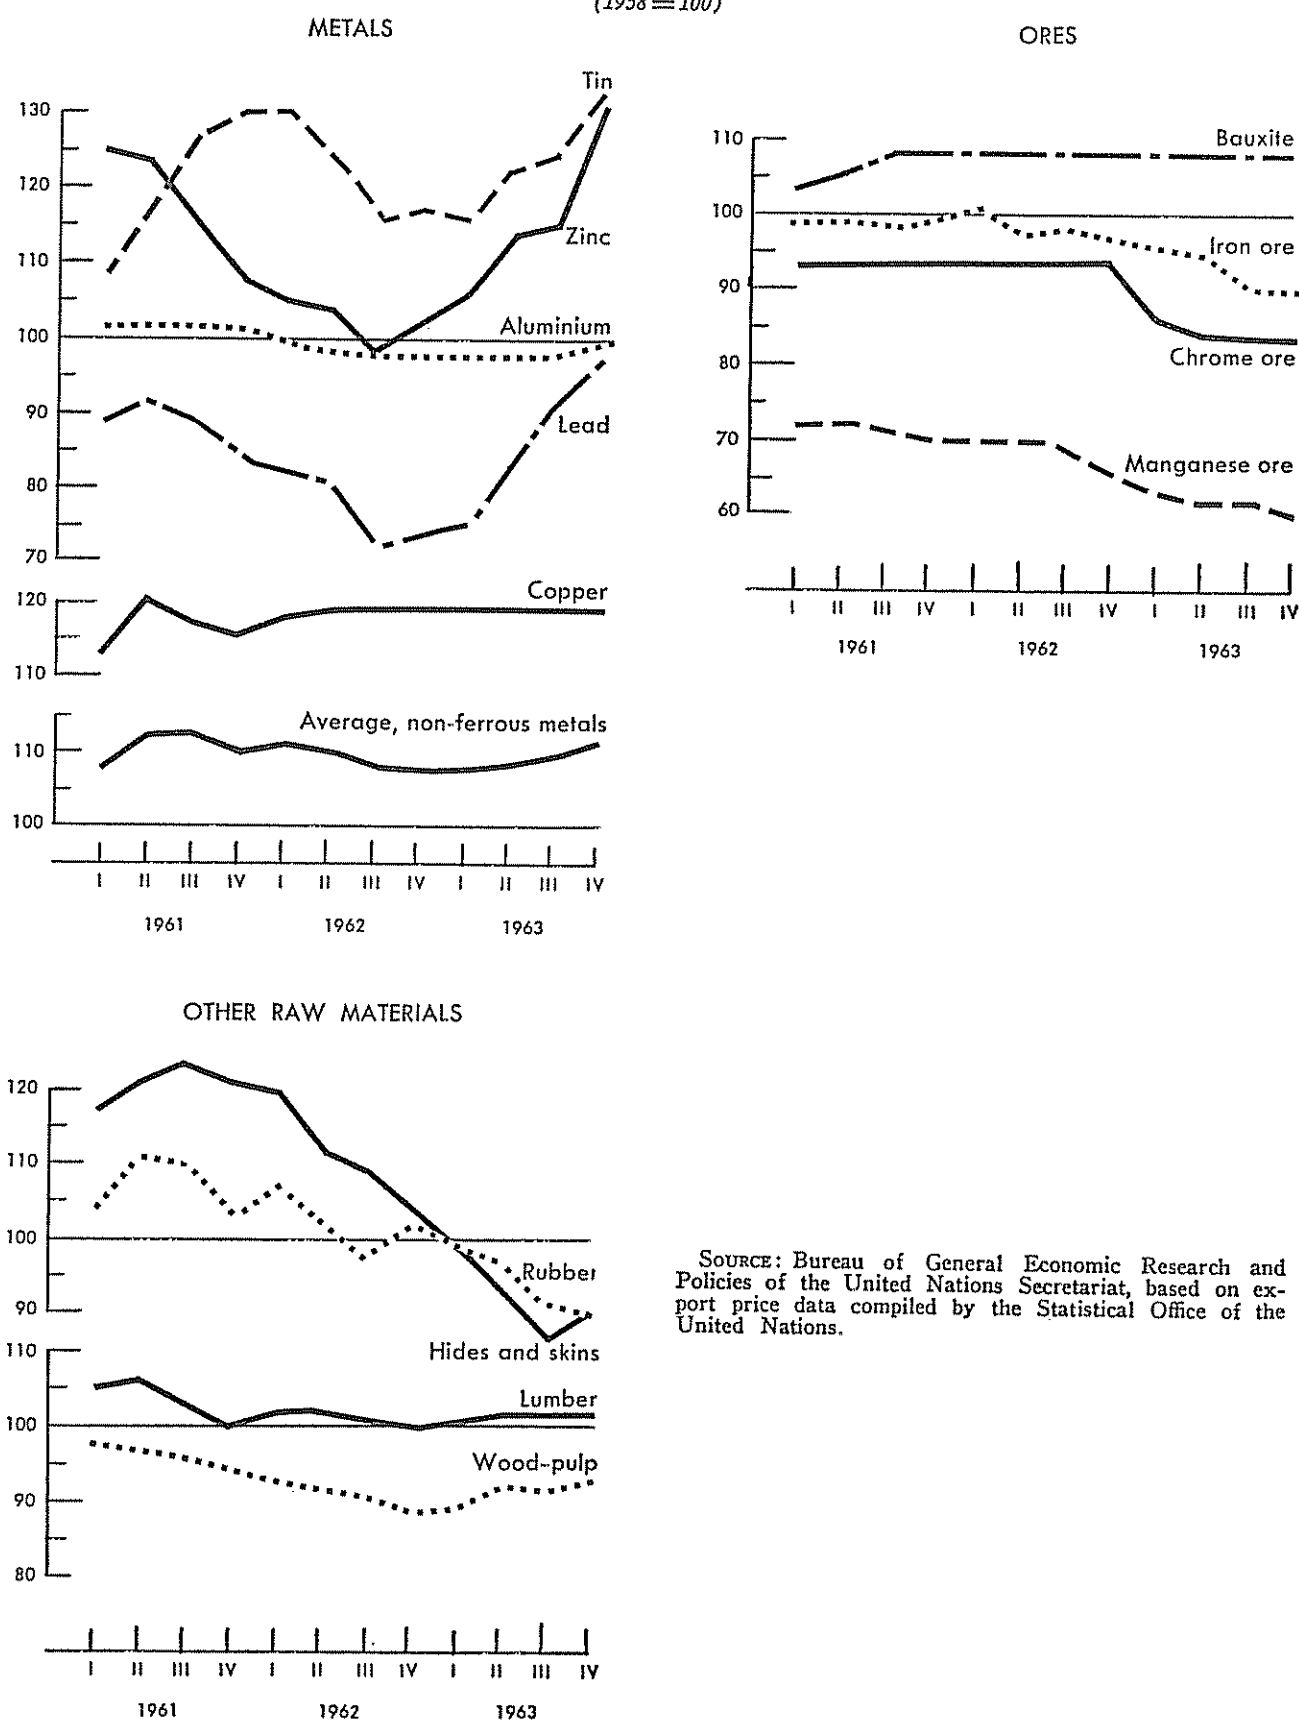 (1958=100)
METALS
130
120
110
100
90
80
70
Tin
Zinc
Aluminium
Lead
120
110
Copper
110
100
Average, non-ferrous metals
I II III IV I II III IV I II III IV
1961 1962 1963
ORES
110
100
90
80
70
60
Bauxite
Iron ore
Chrome ore
Manganese ore
I II III IV I II III IV I II III IV
1961 1962 1963
OTHER RAW MATERIALS
120
110
100
90
Rubber
Hides and skins
110
100
90
80
Lumber
Wood-pulp
I II III IV I II III IV I II III IV
1961 1962 1963
SOURCE: Bureau of General Economic Research and
Policies of the United Nations Secretariat, based on ex-
port price data compiled by the Statistical Office of the
United Nations.